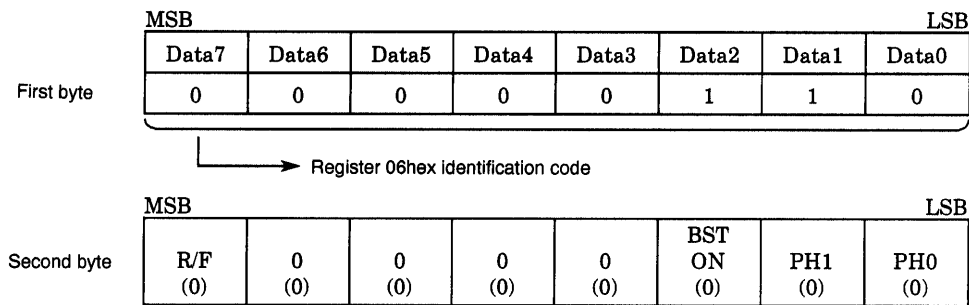 MSB LSB
Data7 Data6 Data5 Data4 Data3 Data2 Data1 Data0
First byte 0 0 0 0 0 1 1 0
Register 06hex identification code
MSB LSB
Second byte R/F 0 0 0 0 BST ON PH1 PH0
(0) (0) (0) (0) (0) (0) (0) (0)